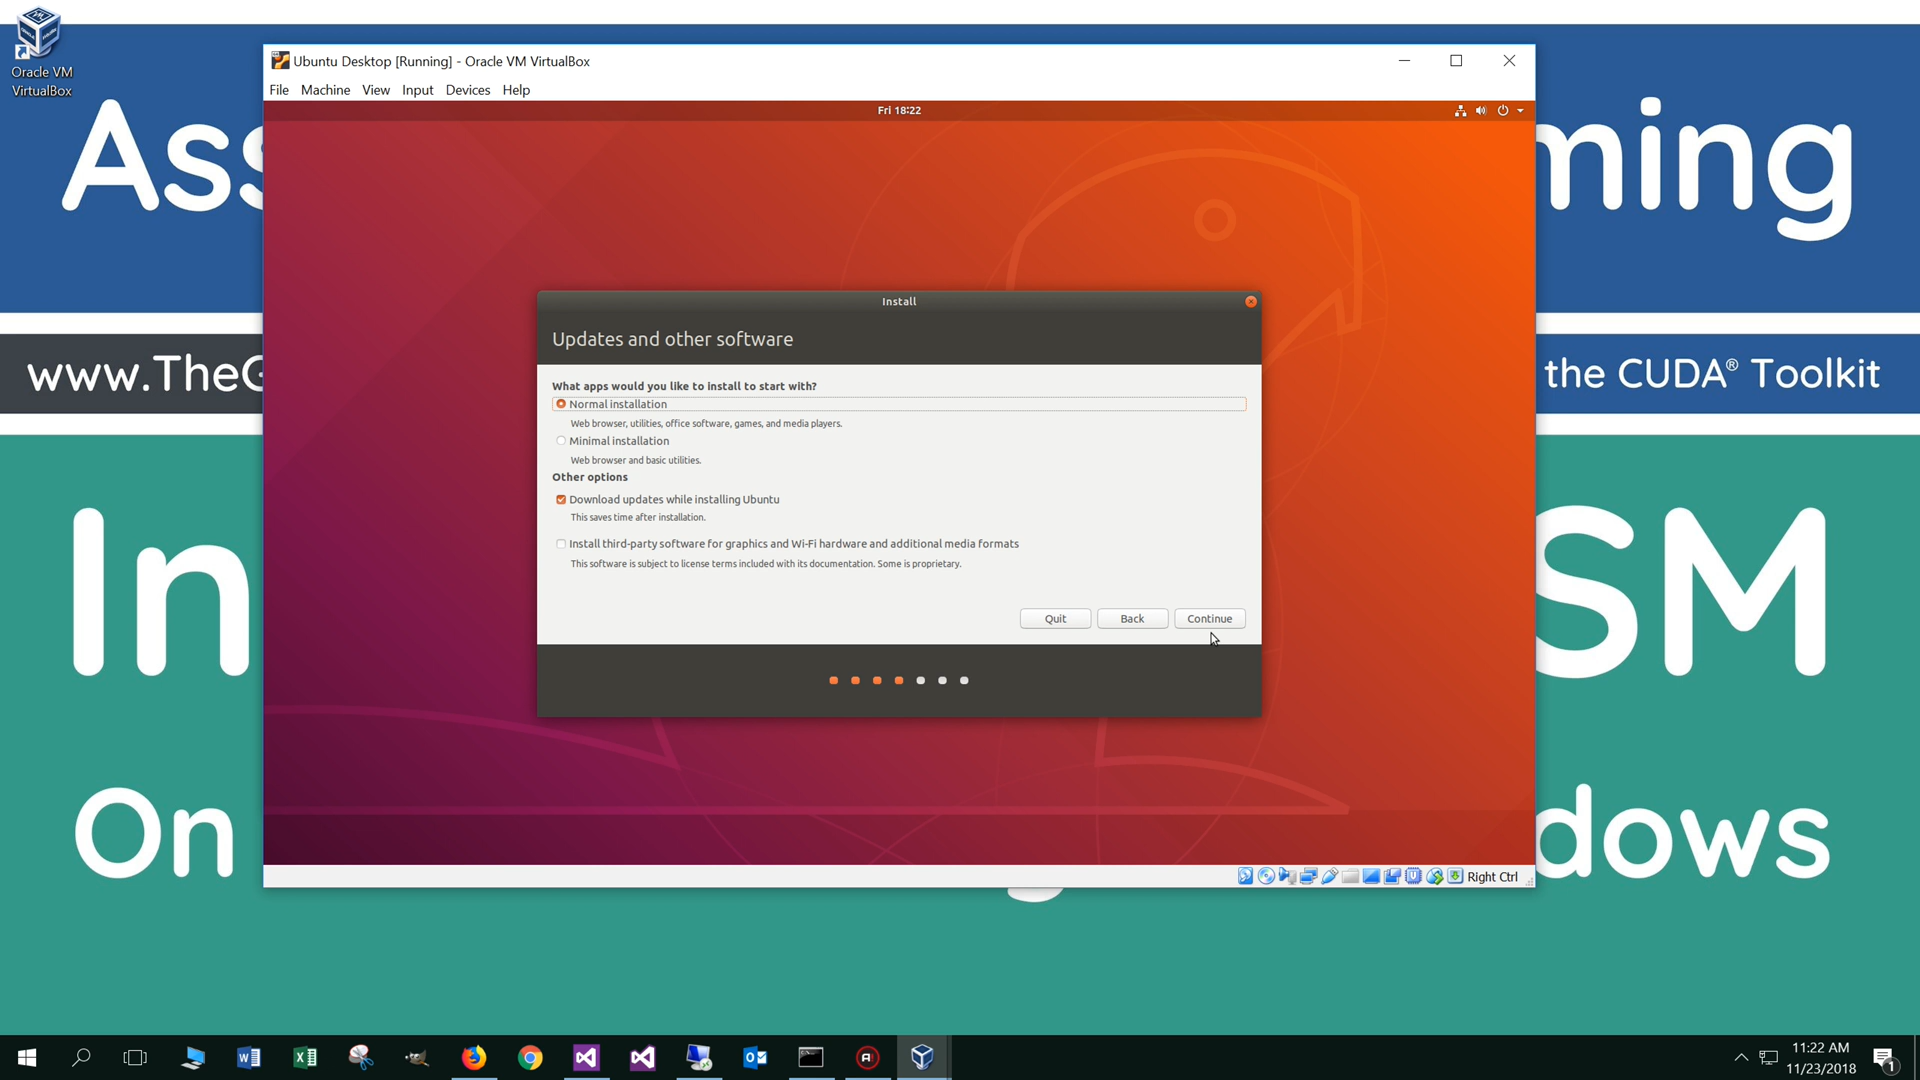 Oracle VM
VirtualBox
Ubuntu Desktop [Running] - Oracle VM VirtualBox
File Machine View Input Devices Help
Fri 18:22
Ass ming
www.TheG the CUDA® Toolkit
In SM
On dows
Install
Updates and other software
What apps would you like to install to start with?
Normal installation
Web browser, utilities, office software, games, and media players.
Minimal installation
Web browser and basic utilities.
Other options
Download updates while installing Ubuntu
This saves time after installation.
Install third-party software for graphics and Wi-Fi hardware and additional media formats
This software is subject to license terms included with its documentation. Some is proprietary.
Quit Back Continue
Right Ctrl
11:22 AM
11/23/2018
1